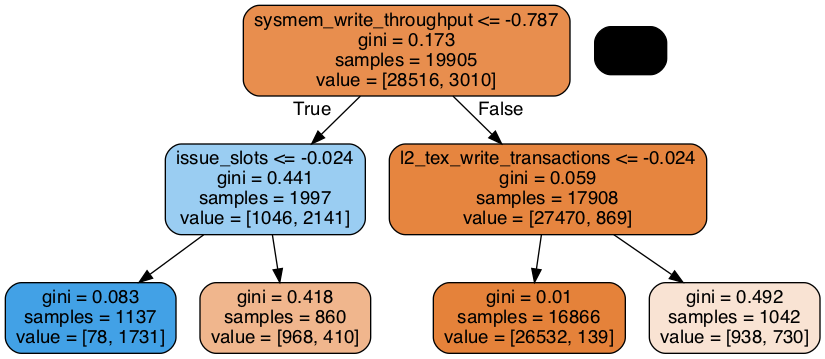 sysmem_write_throughput <= -0.787
gini = 0.173
samples = 19905
value = [28516, 3010]
True
False
issue_slots <= -0.024
gini = 0.441
samples = 1997
value = [1046, 2141]
l2_tex_write_transactions <= -0.024
gini = 0.059
samples = 17908
value = [27470, 869]
gini = 0.083
samples = 1137
value = [78, 1731]
gini = 0.418
samples = 860
value = [968, 410]
gini = 0.01
samples = 16866
value = [26532, 139]
gini = 0.492
samples = 1042
value = [938, 730]